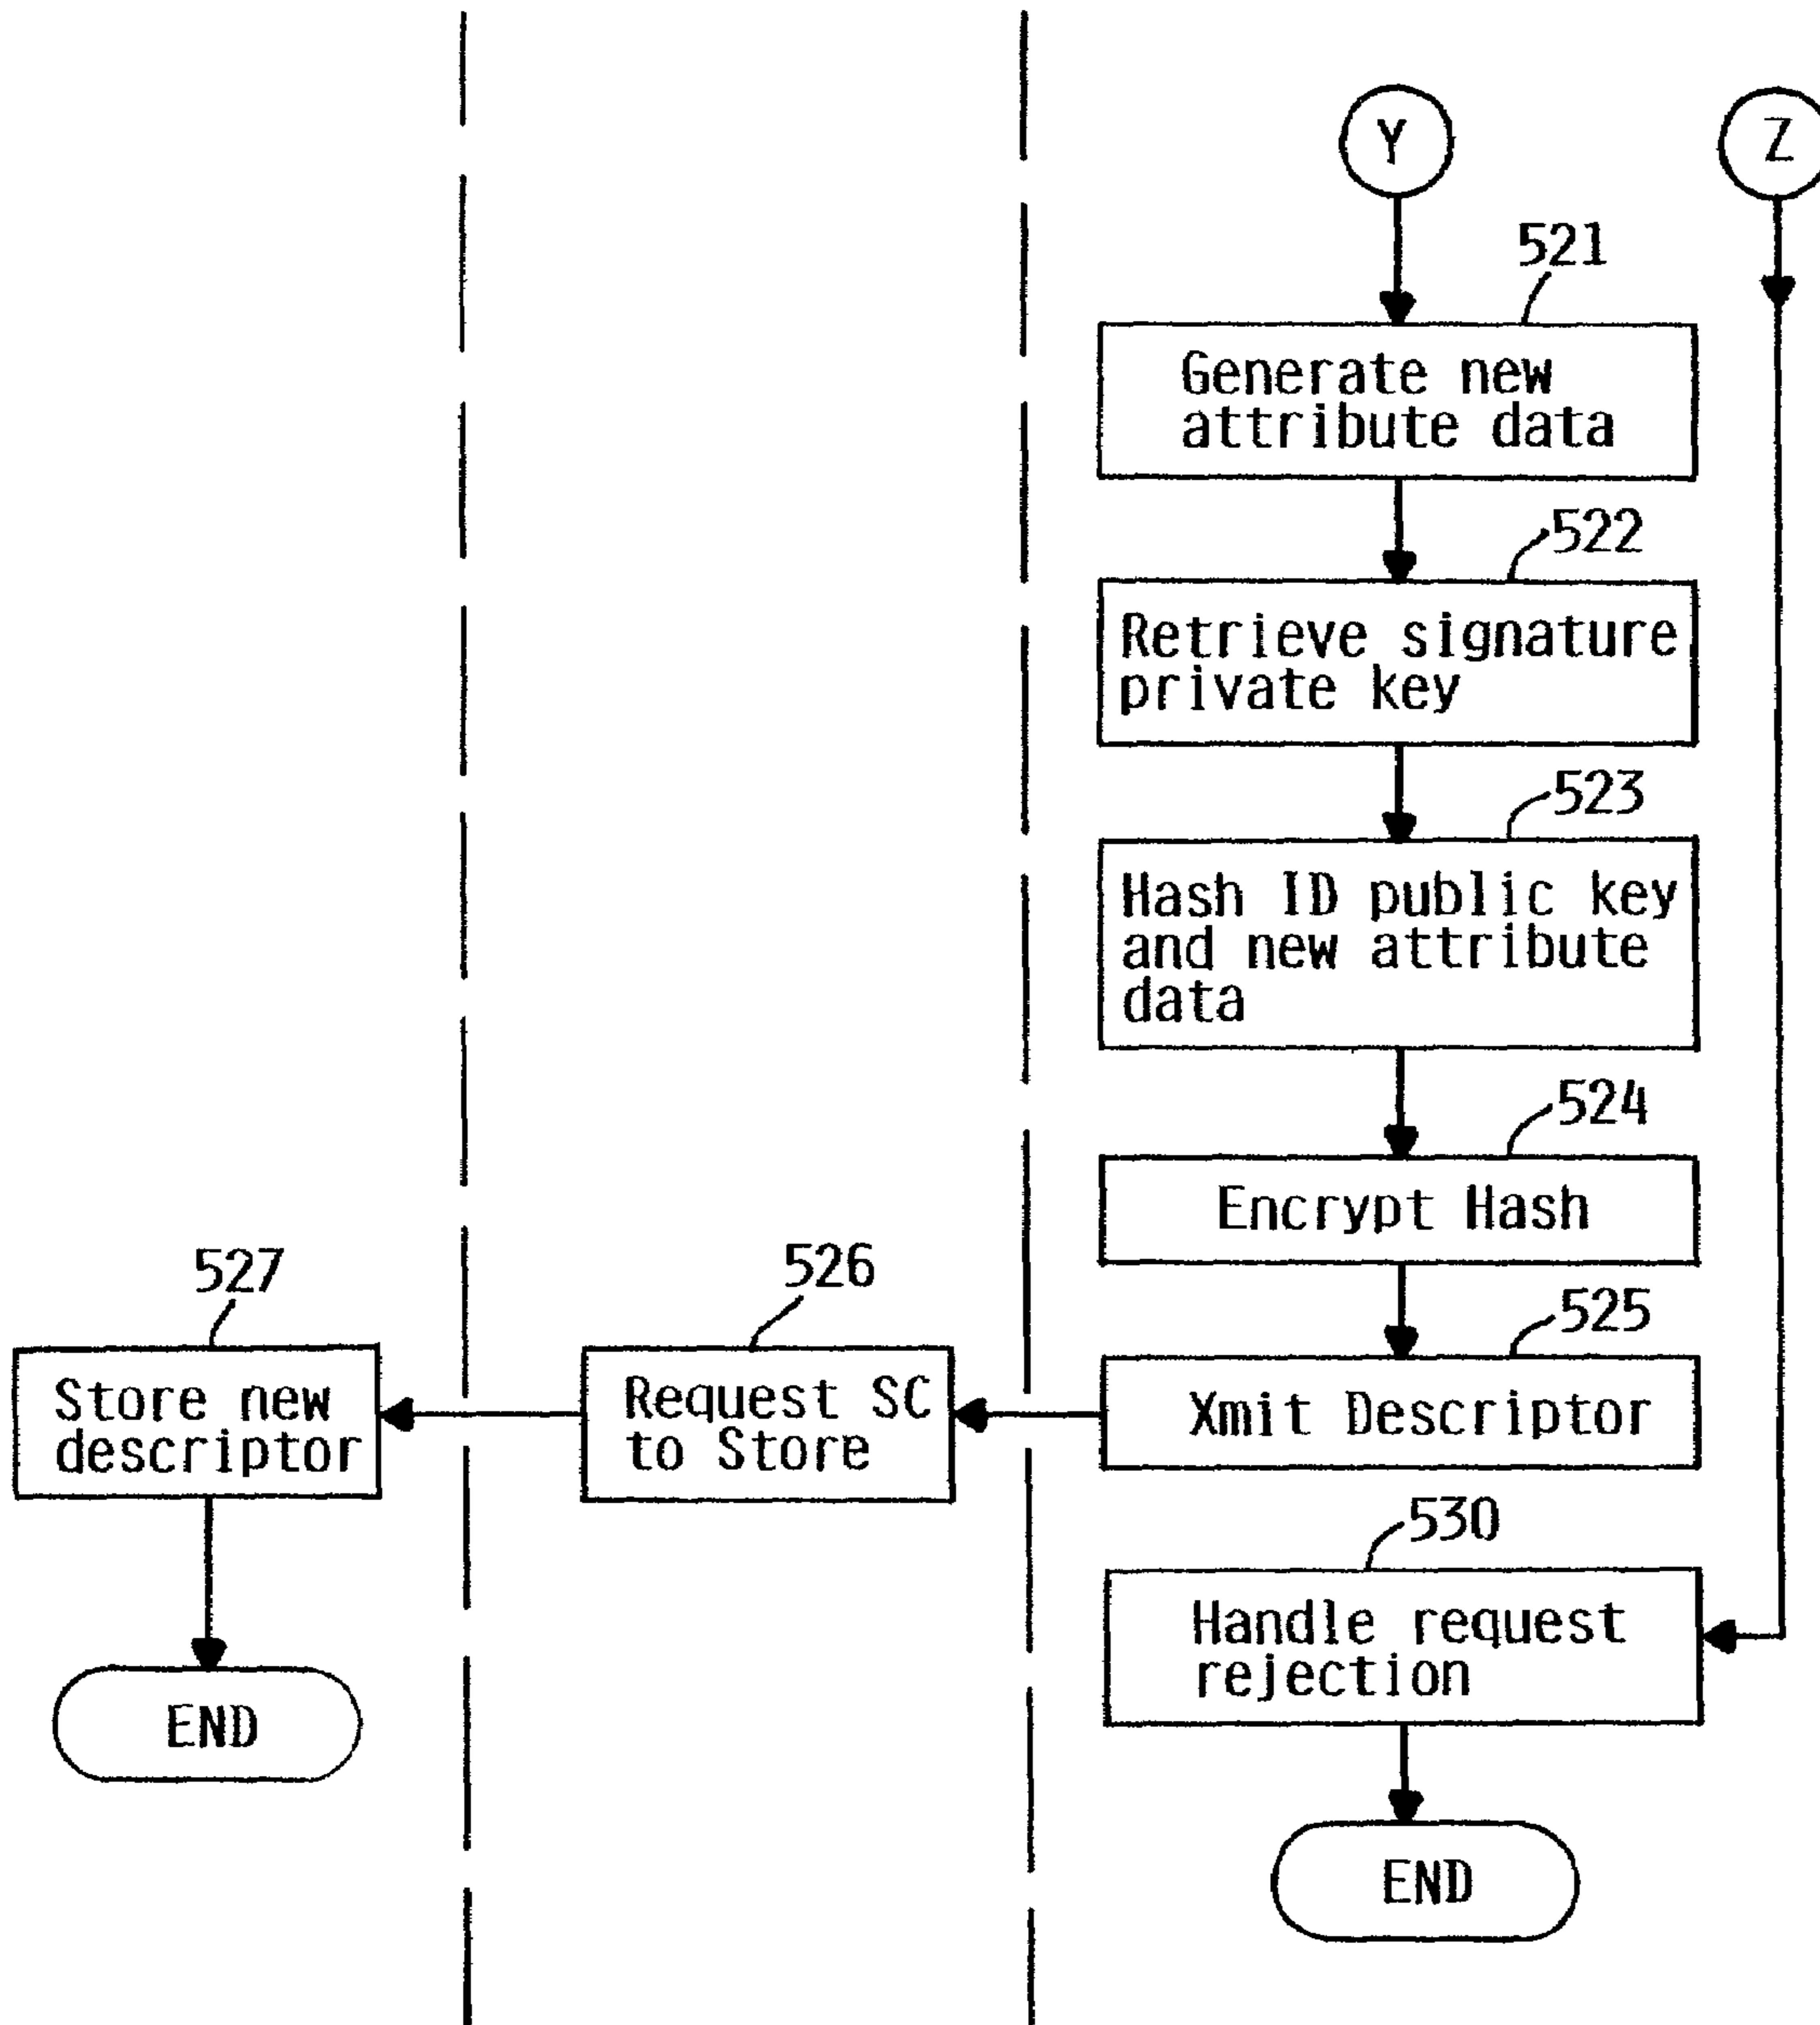 Y
Z
521
Generate new
attribute data
522
Retrieve signature
private key
523
Hash ID public key
and new attribute
data
524
Encrypt Hash
525
Xmit Descriptor
526
Request SC
to Store
527
Store new
descriptor
END
530
Handle request
rejection
END